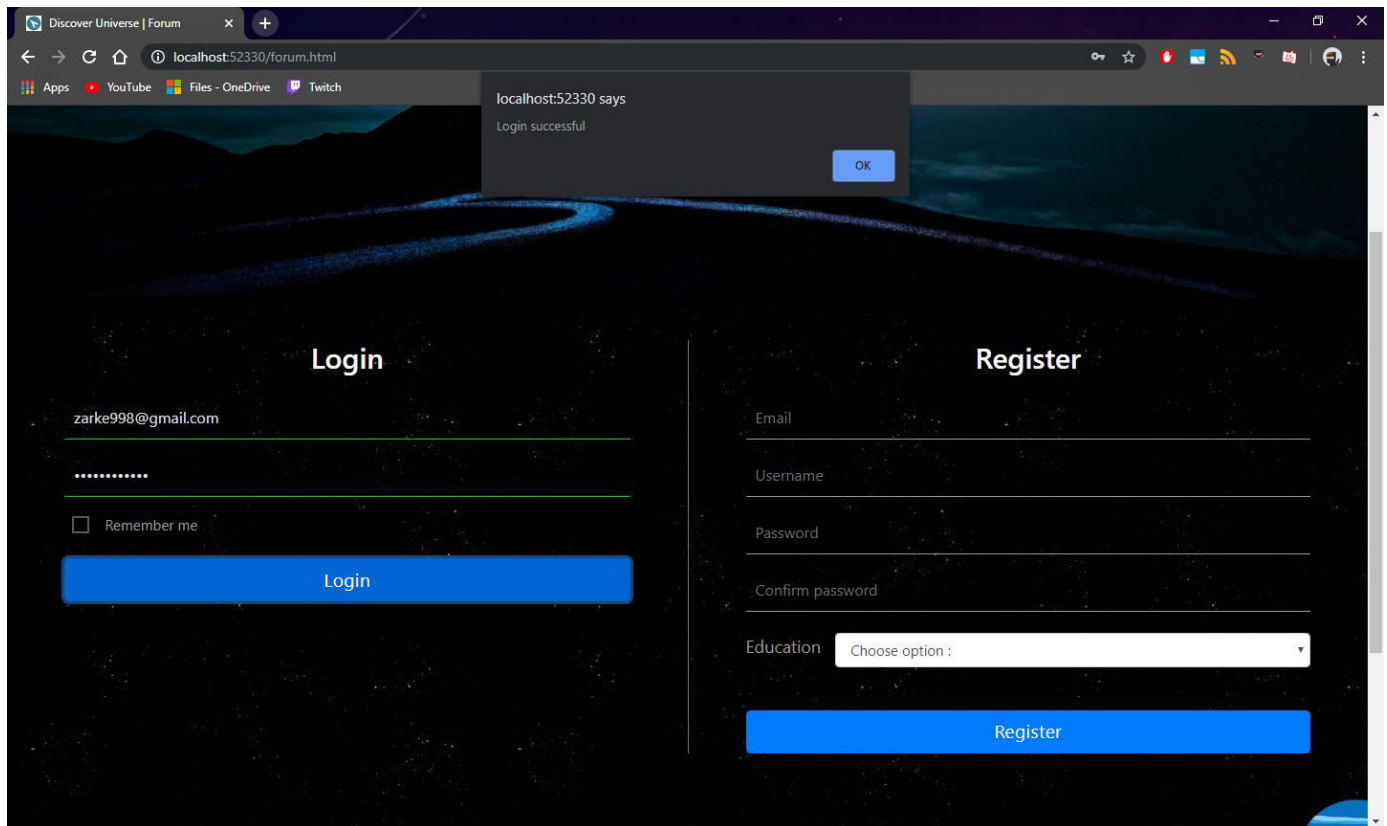 Discover Universe | Forum
localhost:52330/forum.html
Apps YouTube Files - OneDrive Twitch
localhost:52330 says
Login successful
OK
Login
zarke998@gmail.com
••••••••••••
Remember me
Login
Register
Email
Username
Password
Confirm password
Education Choose option :
Register